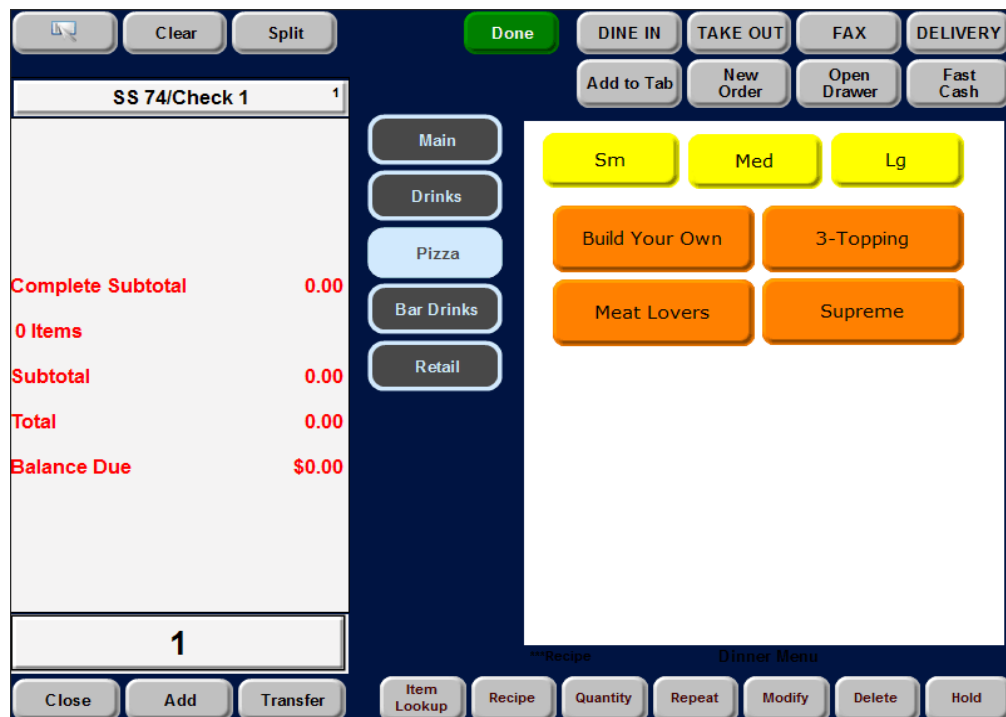 Clear
Split
Done
DINE IN
TAKE OUT
FAX
DELIVERY
Add to Tab
New
Order
Open
Drawer
Fast
Cash
SS 74/Check 1
1
Main
Drinks
Pizza
Bar Drinks
Retail
Sm
Med
Lg
Build Your Own
3-Topping
Meat Lovers
Supreme
Complete Subtotal 0.00
0 Items
Subtotal 0.00
Total 0.00
Balance Due $0.00
1
***Recipe
Dinner Menu
Close
Add
Transfer
Item
Lookup
Recipe
Quantity
Repeat
Modify
Delete
Hold